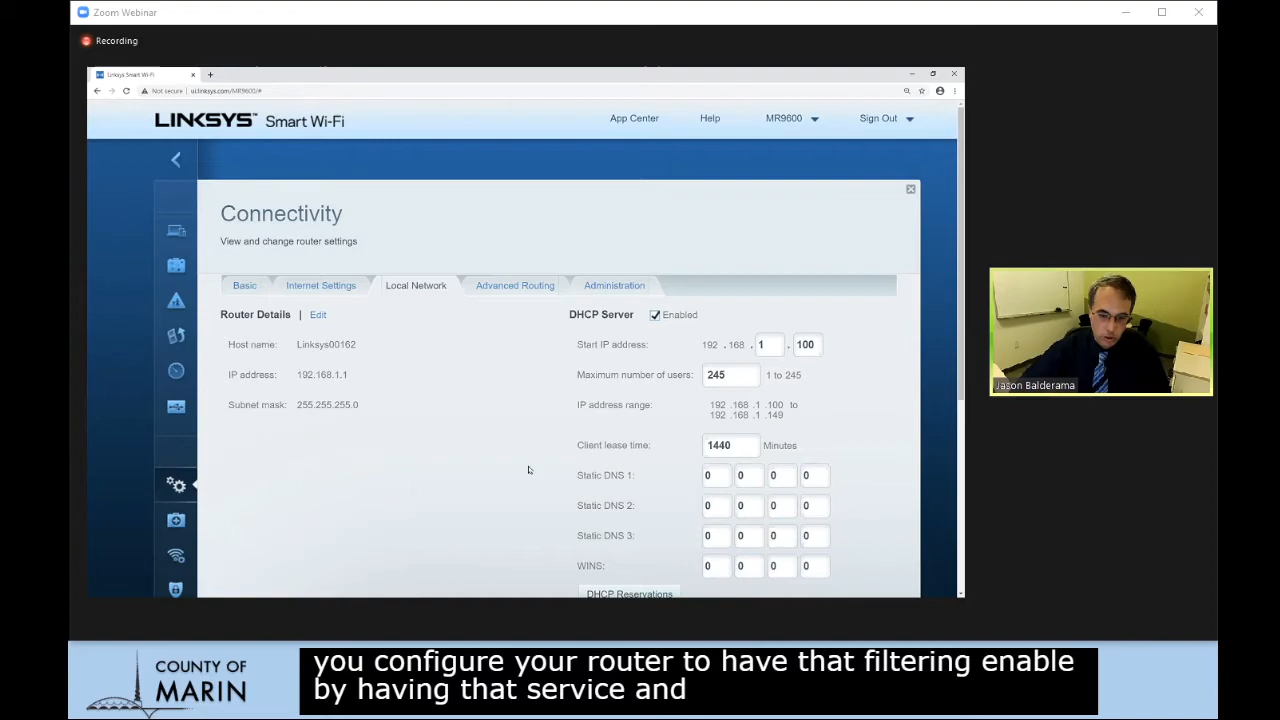 Zoom Webinar
Recording
Linksys Smart Wi-Fi
Not secure | ui.linksys.com/MR9600/#
LINKSYS™ Smart Wi-Fi
App Center Help MR9600 Sign Out
Connectivity
View and change router settings
Basic Internet Settings Local Network Advanced Routing Administration
Router Details | Edit
Host name: Linksys00162
IP address: 192.168.1.1
Subnet mask: 255.255.255.0
DHCP Server Enabled
Start IP address: 192 . 168 . 1 . 100
Maximum number of users: 245 1 to 245
IP address range: 192 .168 .1 .100 to
192 .168 .1 .149
Client lease time: 1440 Minutes
Static DNS 1: 0 0 0 0
Static DNS 2: 0 0 0 0
Static DNS 3: 0 0 0 0
WINS: 0 0 0 0
DHCP Reservations
Jason Balderama
COUNTY OF
MARIN
you configure your router to have that filtering enable
by having that service and